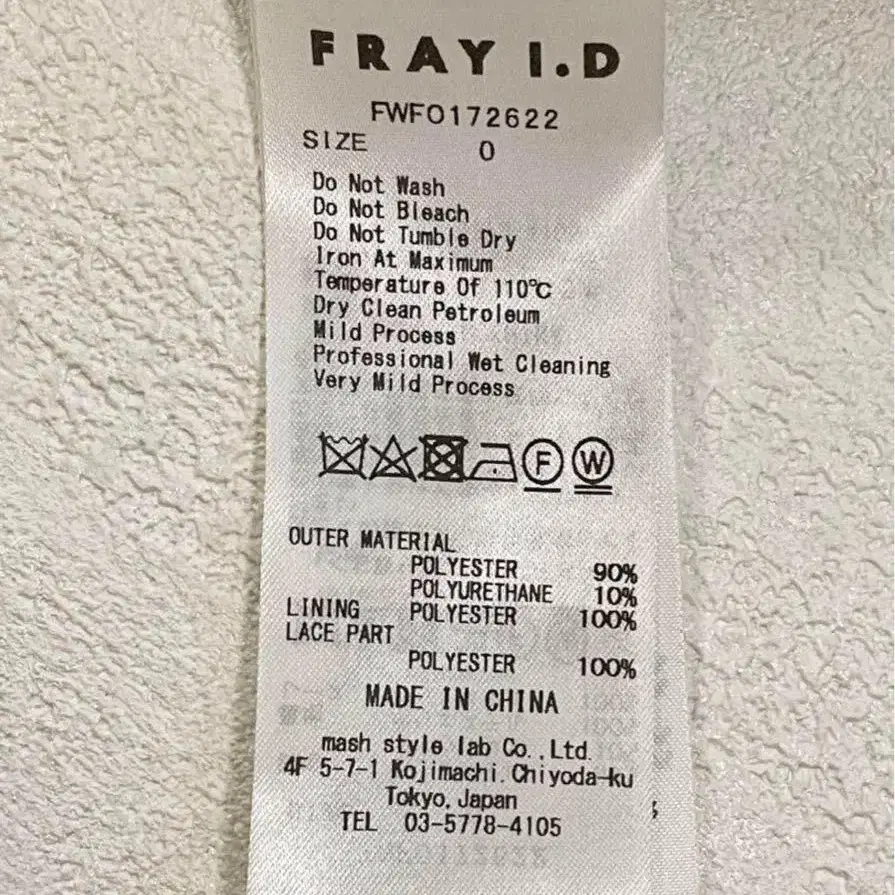 FRAY I.D
FWFO172622
SIZE 0
Do Not Wash
Do Not Bleach
Do Not Tumble Dry
Iron At Maximum
Temperature Of 110℃
Dry Clean Petroleum
Mild Process
Professional Wet Cleaning
Very Mild Process
F W
OUTER MATERIAL
POLYESTER 90%
POLYURETHANE 10%
LINING POLYESTER 100%
LACE PART
POLYESTER 100%
MADE IN CHINA
mash style lab Co.,Ltd.
4F 5-7-1 Kojimachi.Chiyoda-ku
Tokyo, Japan
TEL 03-5778-4105